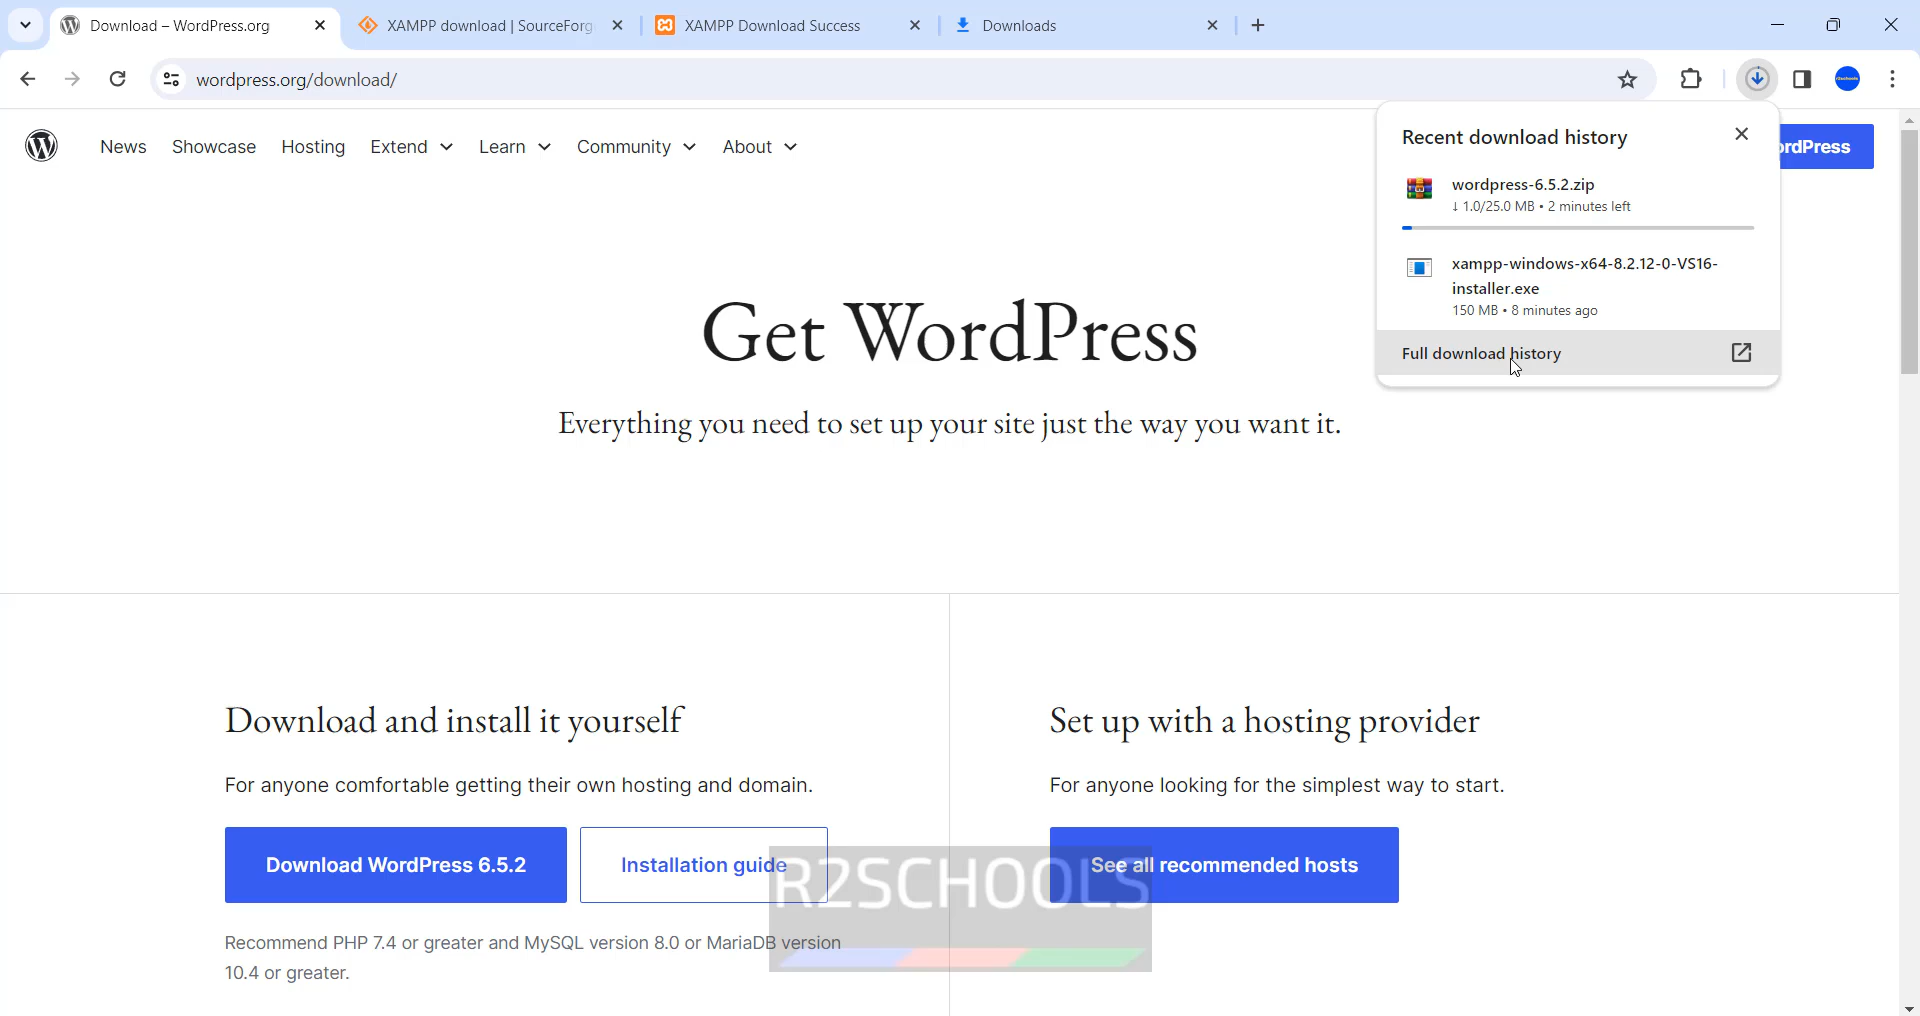 Download – WordPress.org
XAMPP download | SourceForg
XAMPP Download Success
Downloads
wordpress.org/download/
News
Showcase
Hosting
Extend
Learn
Community
About
ordPress
Recent download history
wordpress-6.5.2.zip
↓ 1.0/25.0 MB • 2 minutes left
xampp-windows-x64-8.2.12-0-VS16-
installer.exe
150 MB • 8 minutes ago
Full download history
Get WordPress
Everything you need to set up your site just the way you want it.
Download and install it yourself
For anyone comfortable getting their own hosting and domain.
Download WordPress 6.5.2
Installation guide
Recommend PHP 7.4 or greater and MySQL version 8.0 or MariaDB version
10.4 or greater.
Set up with a hosting provider
For anyone looking for the simplest way to start.
See all recommended hosts
R2SCHOOLS